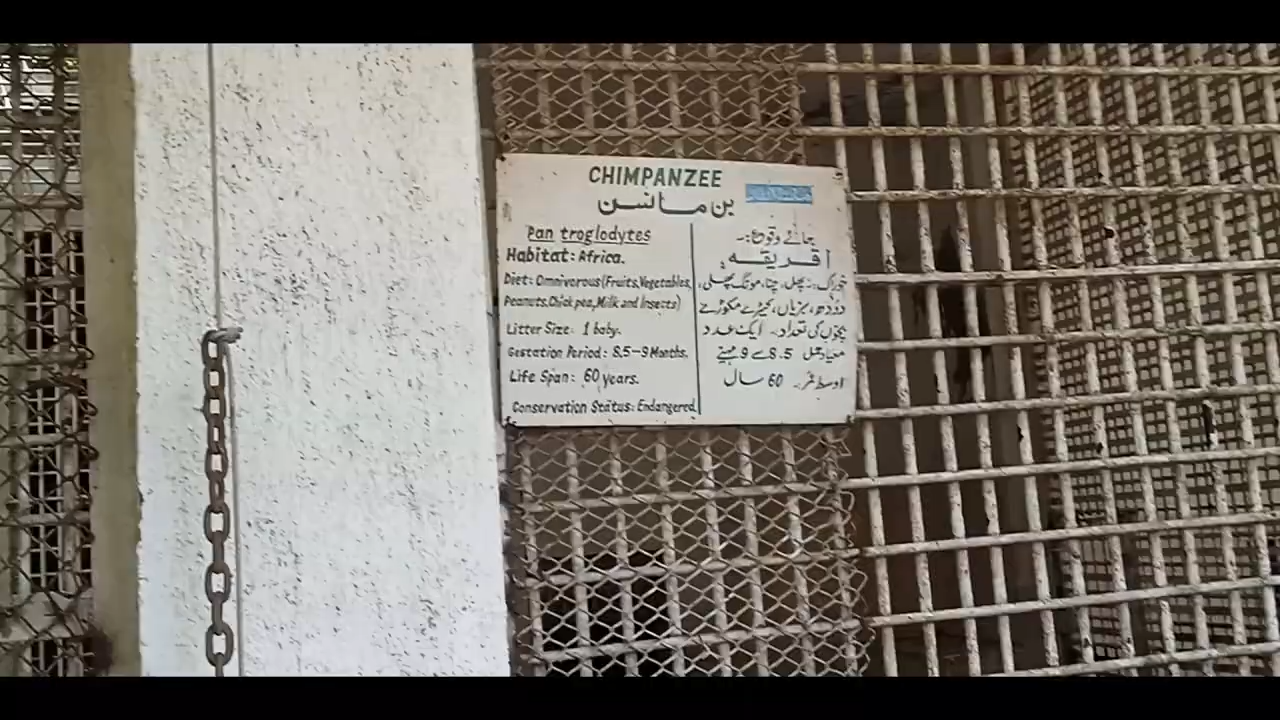 CHIMPANZEE
بن مانس
Pan troglodytes
Habitat: Africa.
Diet: Omnivorous (Fruits, Vegetables,
Peanuts, Chick pea, Milk and Insects)
Litter Size: 1 baby.
Gestation Period: 8.5-9 Months.
Life Span: 60 years.
Conservation Status: Endangered.
جائے وقوع:۔
افریقہ
خوراک:۔ پھل، چنا، مونگ پھلی،
دودھ، سبزیاں، کیڑے مکوڑے
بچوں کی تعداد۔ ایک عدد
میعاد حمل 8.5 سے 9 مہینے
اوسط عمر۔ 60 سال